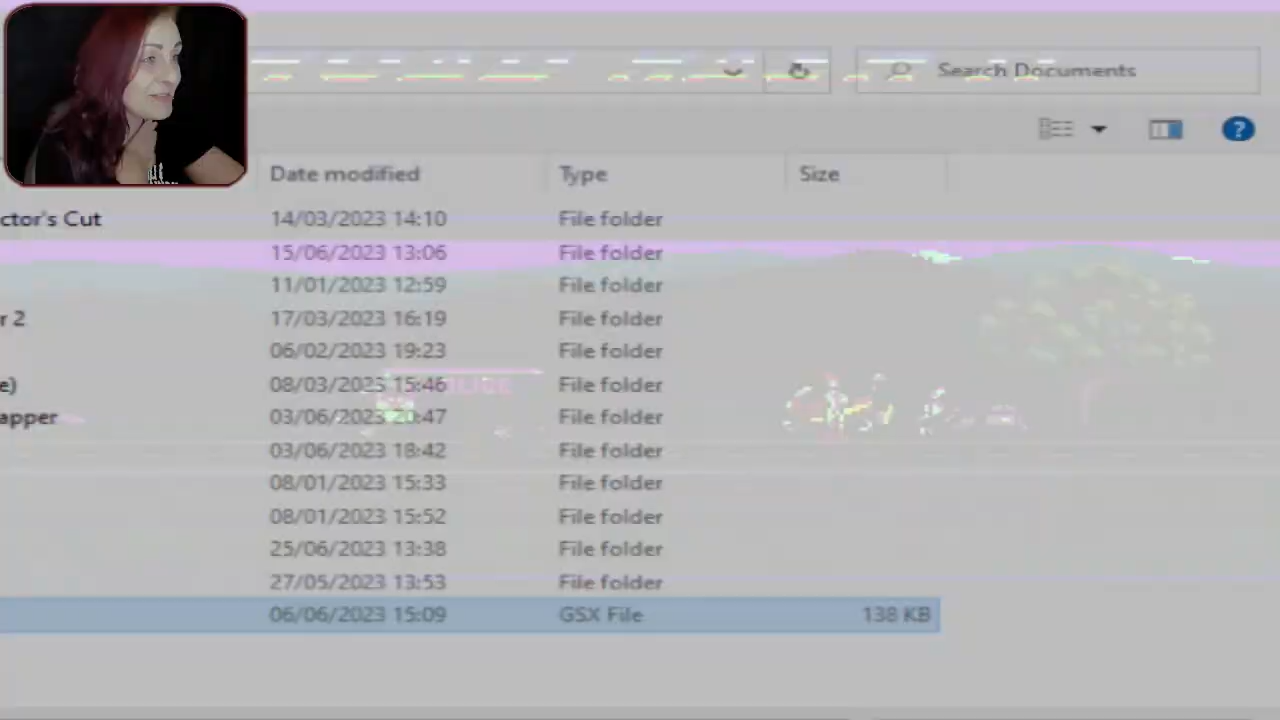 Search Documents
?
Date modified Type Size
ctor's Cut 14/03/2023 14:10 File folder
15/06/2023 13:06 File folder
11/01/2023 12:59 File folder
r 2 17/03/2023 16:19 File folder
06/02/2023 19:23 File folder
e) 08/03/2023 15:46 File folder
apper 03/06/2023 20:47 File folder
03/06/2023 18:42 File folder
08/01/2023 15:33 File folder
08/01/2023 15:52 File folder
25/06/2023 13:38 File folder
27/05/2023 13:53 File folder
06/06/2023 15:09 GSX File 138 KB